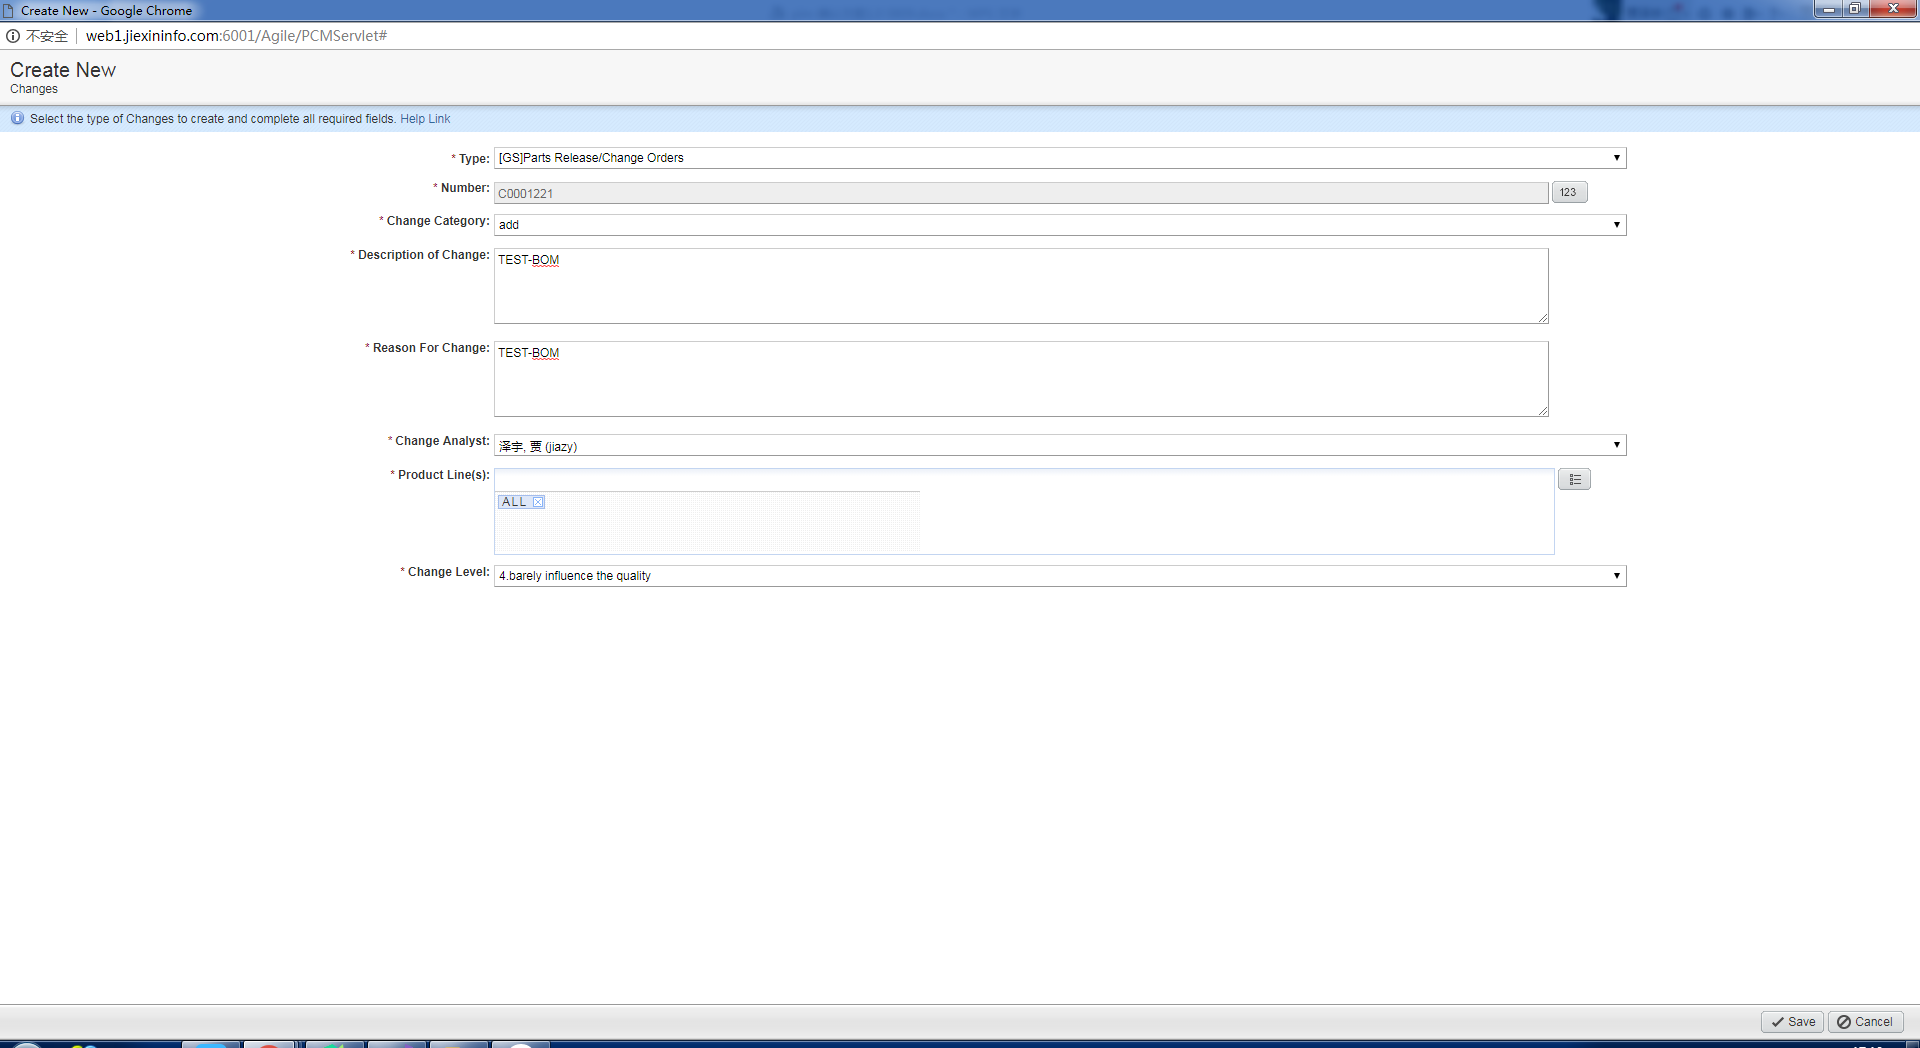 Create New - Google Chrome
不安全 web1.jiexininfo.com:6001/Agile/PCMServlet#
Create New
Changes
Select the type of Changes to create and complete all required fields. Help Link
* Type: [GS]Parts Release/Change Orders
* Number: C0001221 123
* Change Category: add
* Description of Change: TEST-BOM
* Reason For Change: TEST-BOM
* Change Analyst: 泽宇, 贾 (jiazy)
* Product Line(s):
ALL
* Change Level: 4.barely influence the quality
Save Cancel